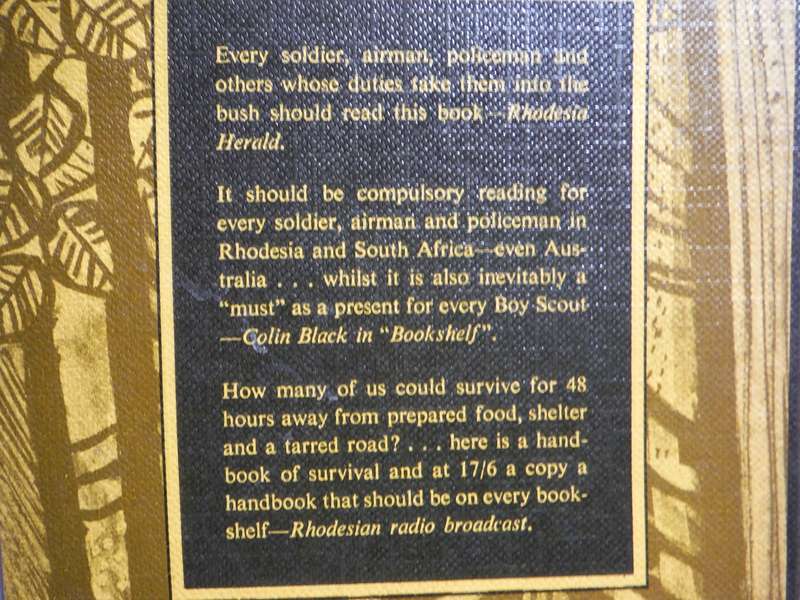 Every soldier, airman, policeman and
others whose duties take them into the
bush should read this book—Rhodesia
Herald.
It should be compulsory reading for
every soldier, airman and policeman in
Rhodesia and South Africa—even Aus-
tralia . . . whilst it is also inevitably a
"must" as a present for every Boy Scout
—Colin Black in "Bookshelf".
How many of us could survive for 48
hours away from prepared food, shelter
and a tarred road? . . . here is a hand-
book of survival and at 17/6 a copy a
handbook that should be on every book-
shelf—Rhodesian radio broadcast.